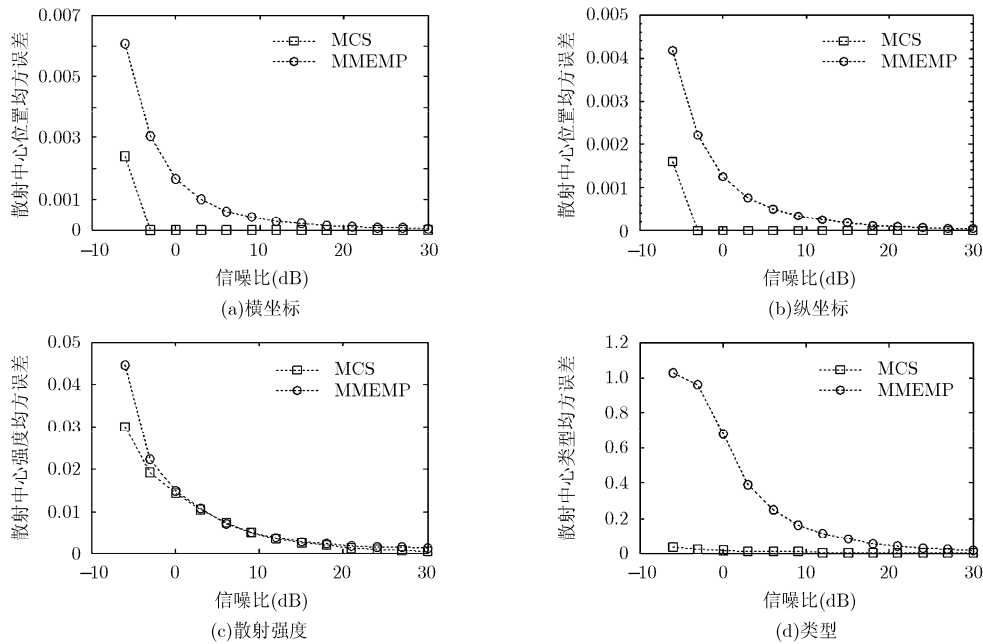 0.007
0.007
0.003
0.001
0
散射中心位置均方误差
MCS
MMEMP
−10 0 10 20 30
信噪比(dB)
(a)横坐标
0.005
0.004
0.003
0.002
0.001
0
散射中心位置均方误差
MCS
MMEMP
−10 0 10 20 30
信噪比(dB)
(b)纵坐标
0.05
0.04
0.03
0.02
0.01
0
散射中心强度均方误差
MCS
MMEMP
−10 0 10 20 30
信噪比(dB)
(c)散射强度
1.2
1.0
0.8
0.6
0.4
0.2
0
散射中心类型均方误差
MCS
MMEMP
−10 0 10 20 30
信噪比(dB)
(d)类型